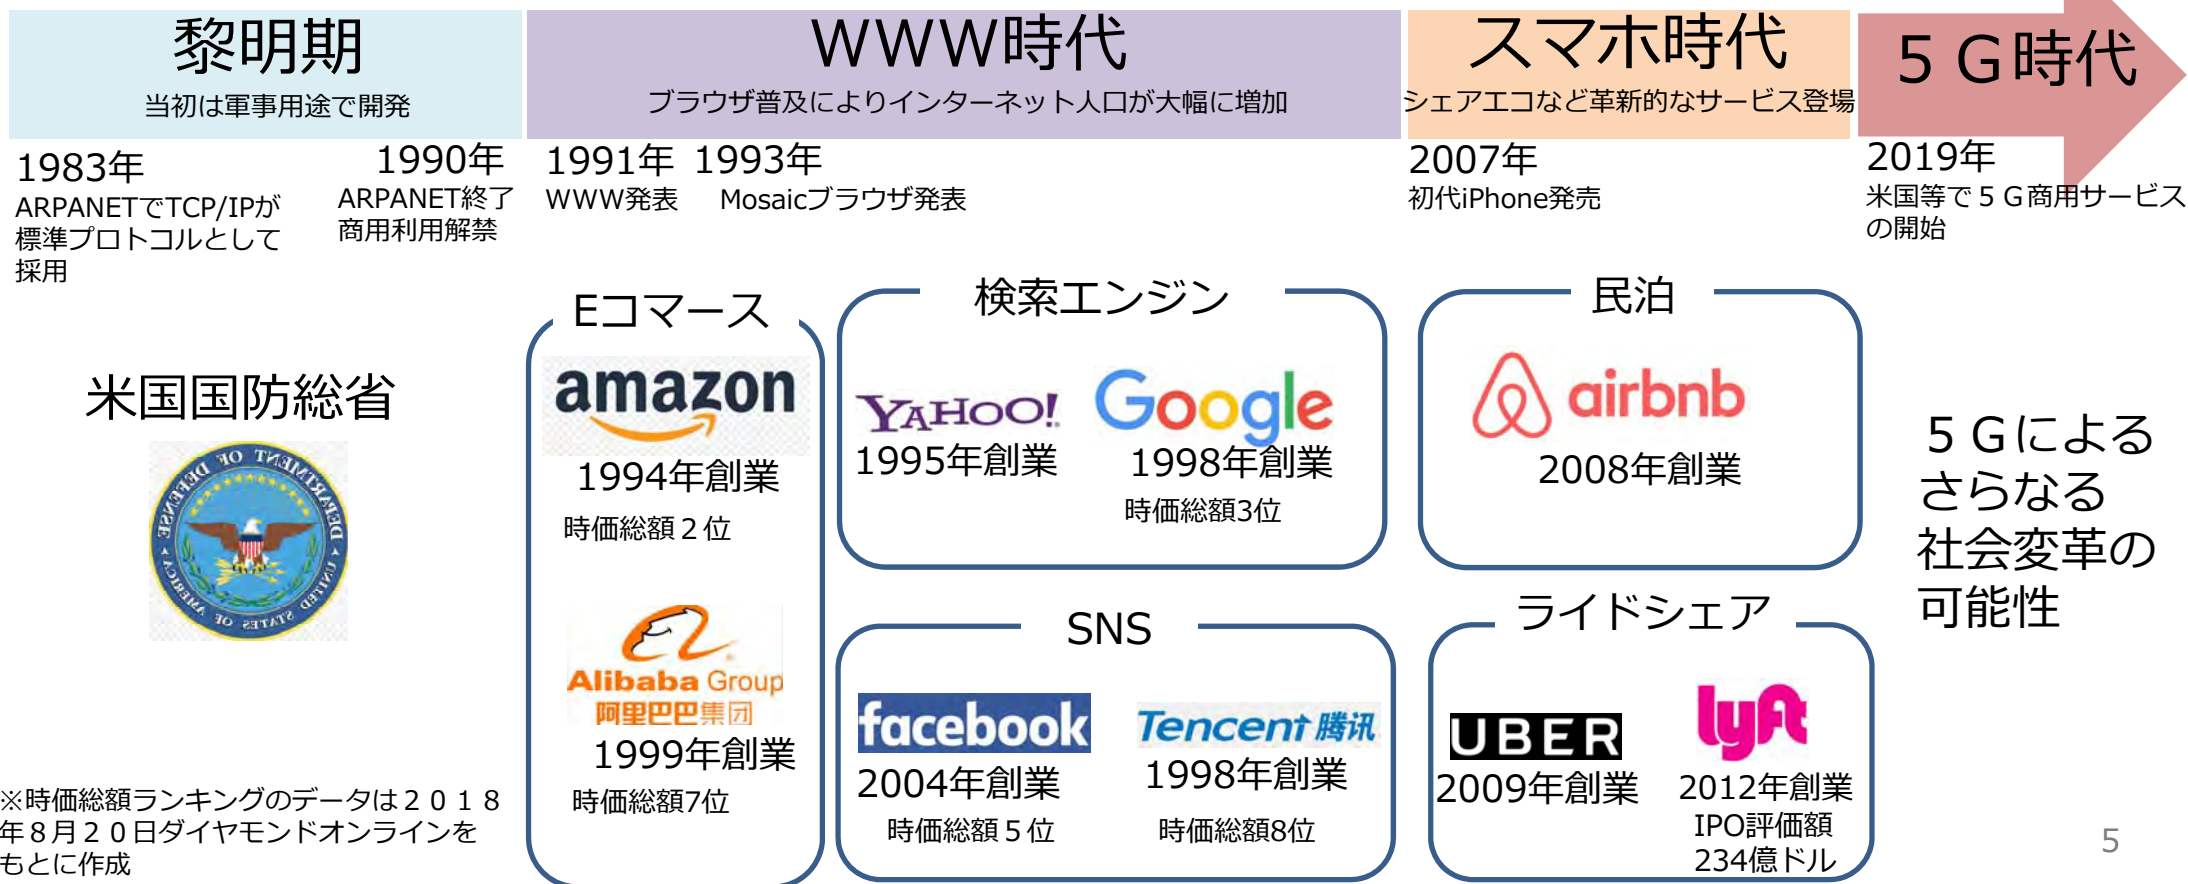 黎明期
当初は軍事用途で開発
WWW時代
ブラウザ普及によりインターネット人口が大幅に増加
スマホ時代
シェアエコなど革新的なサービス登場
５Ｇ時代
1983年
ARPANETでTCP/IPが
標準プロトコルとして
採用
1990年
ARPANET終了
商用利用解禁
1991年
WWW発表
1993年
Mosaicブラウザ発表
2007年
初代iPhone発売
2019年
米国等で５Ｇ商用サービス
の開始
米国国防総省
DEPARTMENT OF DEFENSE
UNITED STATES OF AMERICA
※時価総額ランキングのデータは２０１８
年８月２０日ダイヤモンドオンラインを
もとに作成
Eコマース
amazon
1994年創業
時価総額２位
Alibaba Group
阿里巴巴集团
1999年創業
時価総額7位
検索エンジン
YAHOO!
1995年創業
Google
1998年創業
時価総額3位
SNS
facebook
2004年創業
時価総額５位
Tencent 腾讯
1998年創業
時価総額8位
民泊
airbnb
2008年創業
ライドシェア
UBER
2009年創業
lyft
2012年創業
IPO評価額
234億ドル
５Ｇによる
さらなる
社会変革の
可能性
5